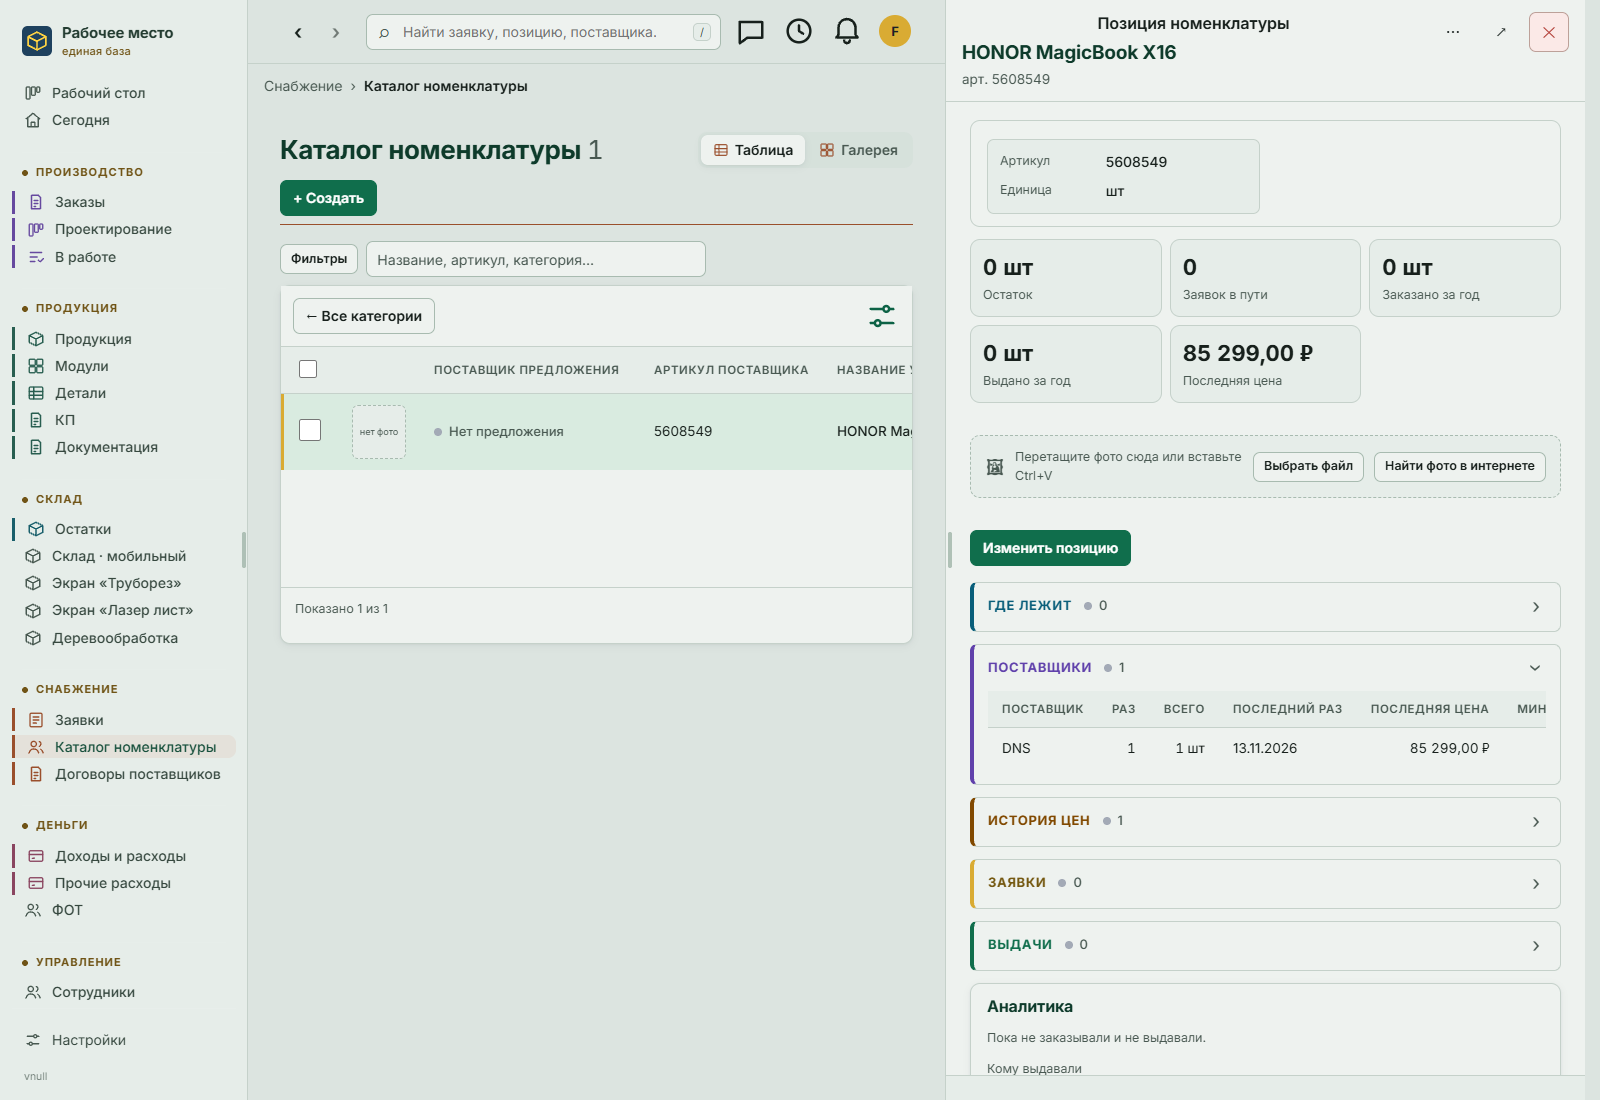 Рабочее место
единая база
Рабочий стол
Сегодня
ПРОИЗВОДСТВО
Заказы
Проектирование
В работе
ПРОДУКЦИЯ
Продукция
Модули
Детали
КП
Документация
СКЛАД
Остатки
Склад · мобильный
Экран «Труборез»
Экран «Лазер лист»
Деревообработка
СНАБЖЕНИЕ
Заявки
Каталог номенклатуры
Договоры поставщиков
ДЕНЬГИ
Доходы и расходы
Прочие расходы
ФОТ
УПРАВЛЕНИЕ
Сотрудники
Настройки
vnull
Найти заявку, позицию, поставщика. /
F
Снабжение › Каталог номенклатуры
Каталог номенклатуры 1
Таблица
Галерея
+ Создать
Фильтры
Название, артикул, категория...
← Все категории
ПОСТАВЩИК ПРЕДЛОЖЕНИЯ АРТИКУЛ ПОСТАВЩИКА НАЗВАНИЕ
нет фото Нет предложения 5608549 HONOR Mag
Показано 1 из 1
Позиция номенклатуры
HONOR MagicBook X16
арт. 5608549
Артикул 5608549
Единица шт
0 шт
Остаток
0
Заявок в пути
0 шт
Заказано за год
0 шт
Выдано за год
85 299,00 ₽
Последняя цена
Перетащите фото сюда или вставьте
Ctrl+V
Выбрать файл
Найти фото в интернете
Изменить позицию
ГДЕ ЛЕЖИТ 0
ПОСТАВЩИКИ 1
ПОСТАВЩИК РАЗ ВСЕГО ПОСЛЕДНИЙ РАЗ ПОСЛЕДНЯЯ ЦЕНА МИН
DNS 1 1 шт 13.11.2026 85 299,00 ₽
ИСТОРИЯ ЦЕН 1
ЗАЯВКИ 0
ВЫДАЧИ 0
Аналитика
Пока не заказывали и не выдавали.
Кому выдавали